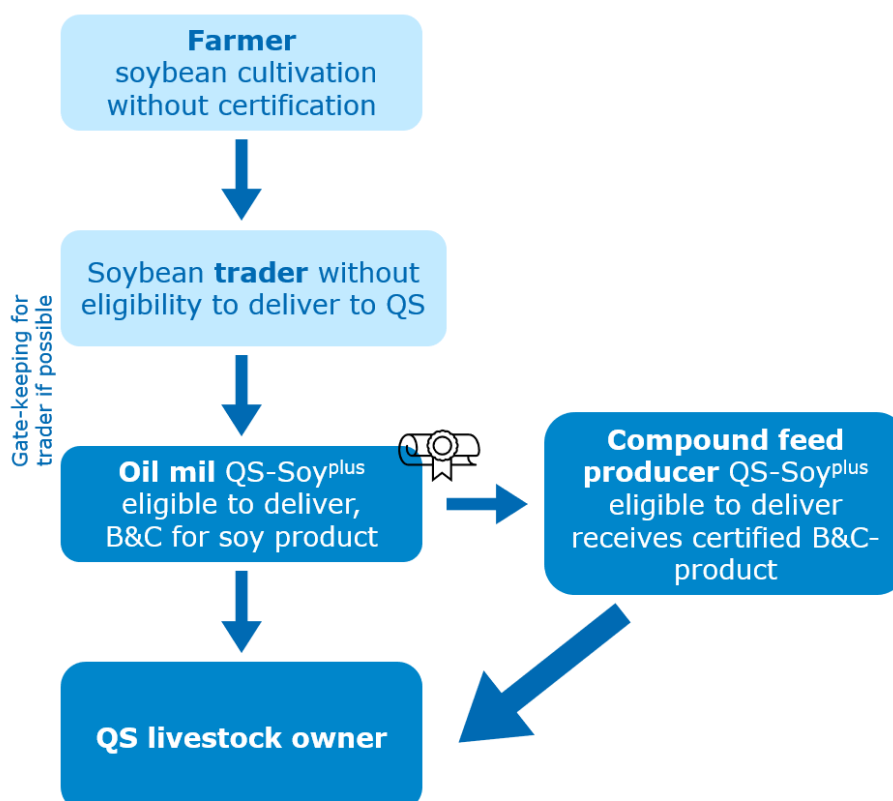 Farmer
soybean cultivation
without certification
Soybean trader without
eligibility to deliver to QS
Gate-keeping for
trader if possible
Oil mil QS-Soyplus
eligible to deliver,
B&C for soy product
Compound feed
producer QS-Soyplus
eligible to deliver
receives certified B&C-
product
QS livestock owner